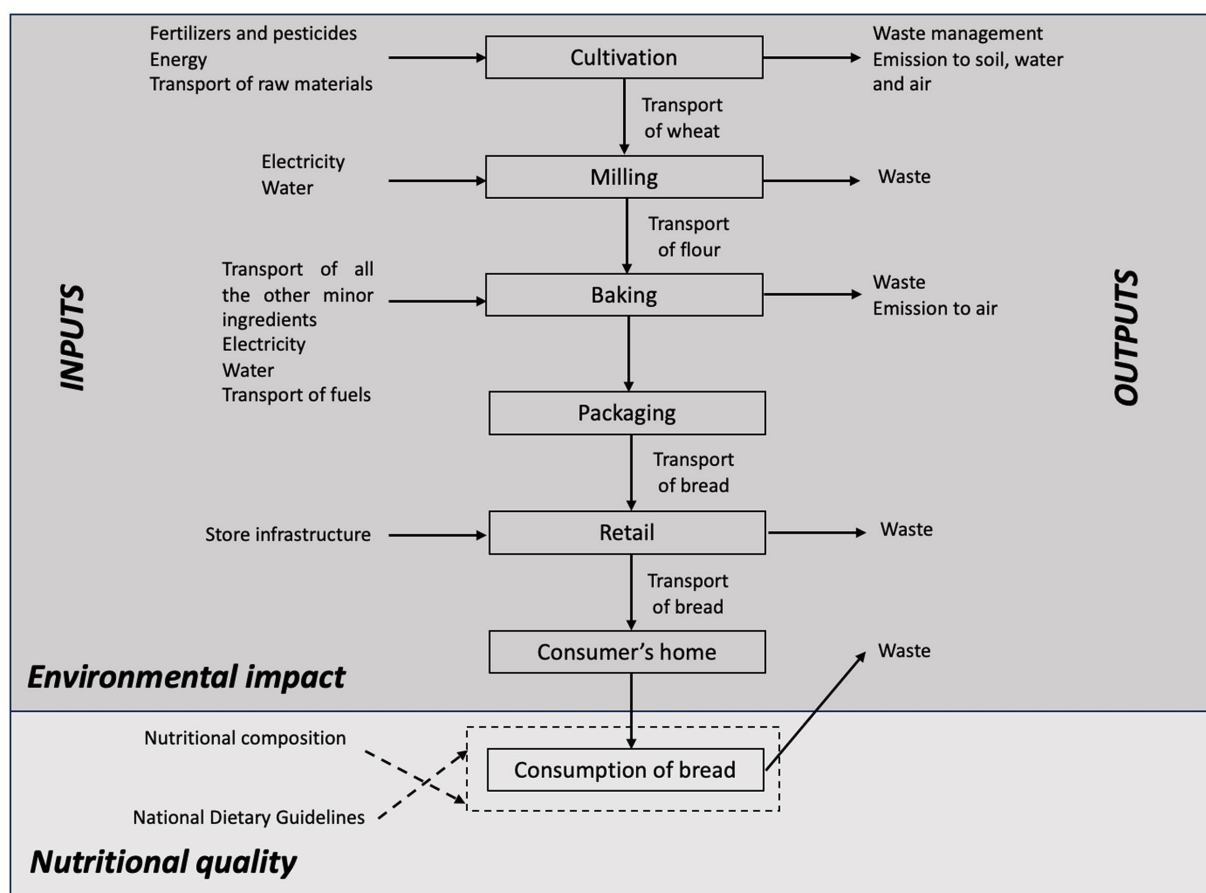 Fertilizers and pesticides
Energy
Transport of raw materials
Cultivation
Waste management
Emission to soil, water
and air
Transport
of wheat
Electricity
Water
Milling
Waste
Transport
of flour
Transport of all
the other minor
ingredients
Electricity
Water
Transport of fuels
Baking
Waste
Emission to air
INPUTS
OUTPUTS
Packaging
Transport
of bread
Store infrastructure
Retail
Waste
Transport
of bread
Consumer’s home
Waste
Environmental impact
Nutritional composition
Consumption of bread
National Dietary Guidelines
Nutritional quality